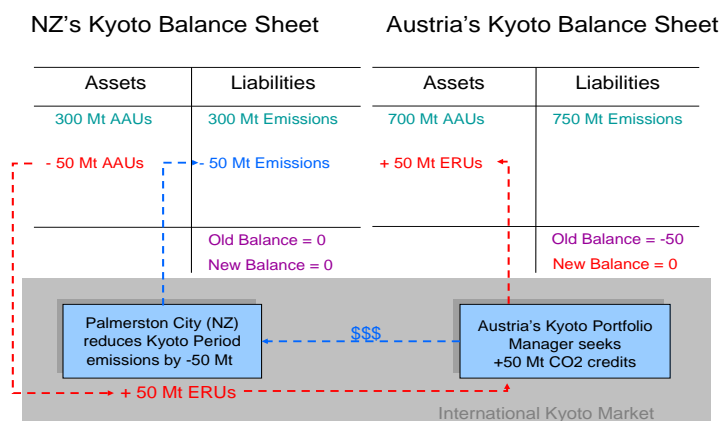 NZ's Kyoto Balance Sheet
Austria's Kyoto Balance Sheet
Assets
Liabilities
Assets
Liabilities
300 Mt AAUs
300 Mt Emissions
700 Mt AAUs
750 Mt Emissions
- 50 Mt AAUs
- 50 Mt Emissions
+ 50 Mt ERUs
Old Balance = 0
New Balance = 0
Old Balance = -50
New Balance = 0
Palmerston City (NZ)
reduces Kyoto Period
emissions by -50 Mt
$$$
Austria's Kyoto Portfolio
Manager seeks
+50 Mt CO2 credits
+ 50 Mt ERUs
International Kyoto Market